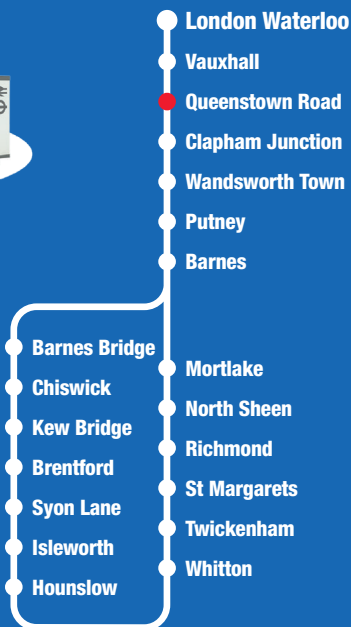 London Waterloo
Vauxhall
Queenstown Road
Clapham Junction
Wandsworth Town
Putney
Barnes
Barnes Bridge
Chiswick
Kew Bridge
Brentford
Syon Lane
Isleworth
Hounslow
Mortlake
North Sheen
Richmond
St Margarets
Twickenham
Whitton